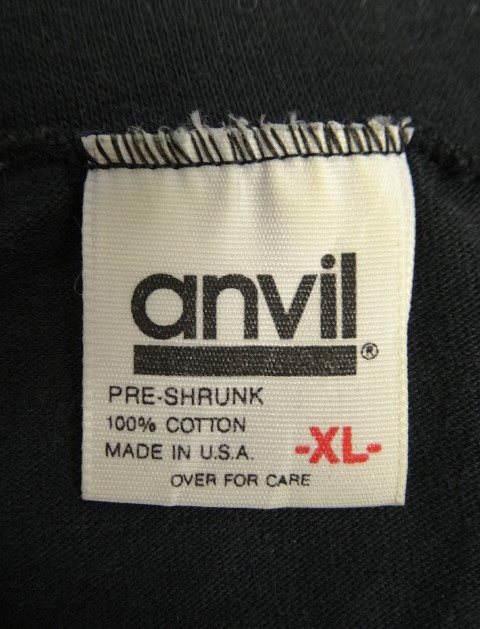 anvil®
PRE-SHRUNK
100% COTTON
MADE IN U.S.A. -XL-
OVER FOR CARE